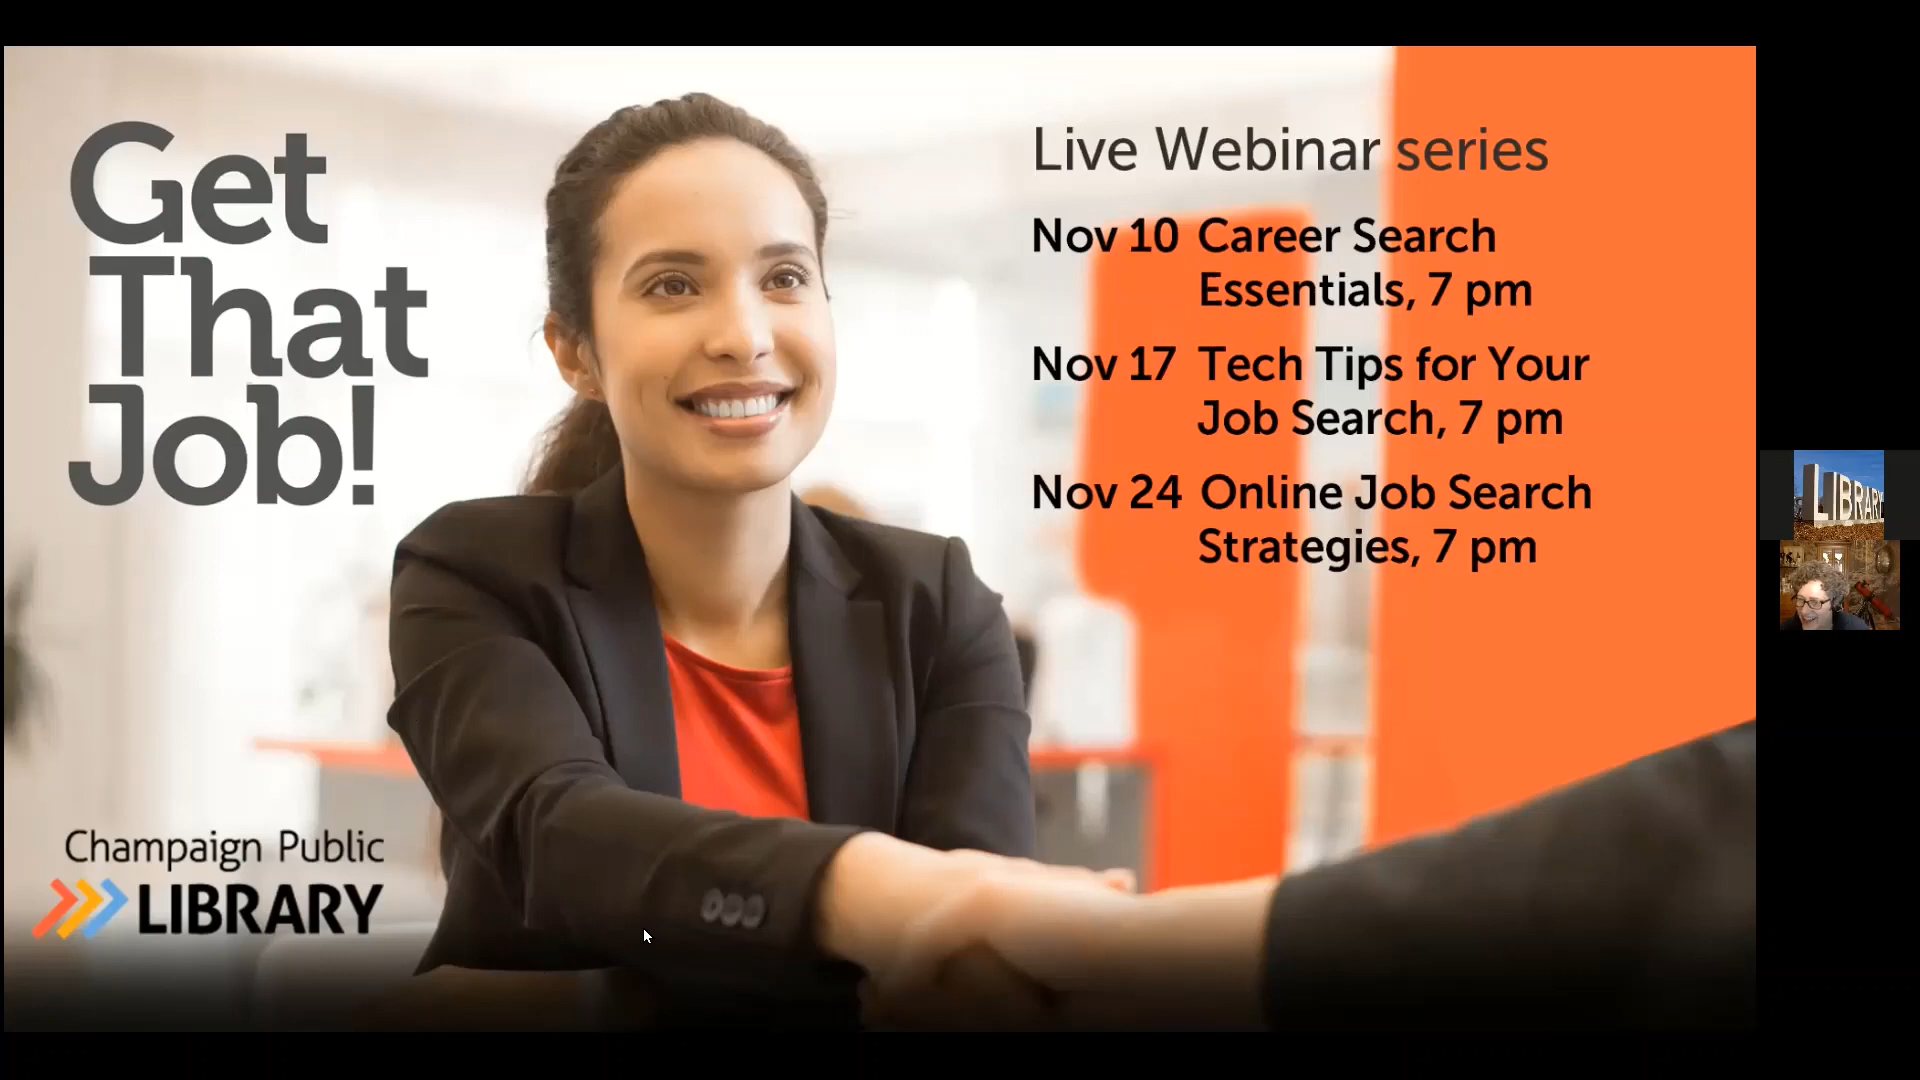 Get
That
Job!
Live Webinar series
Nov 10 Career Search
Essentials, 7 pm
Nov 17 Tech Tips for Your
Job Search, 7 pm
Nov 24 Online Job Search
Strategies, 7 pm
Champaign Public
LIBRARY
LIBRARY